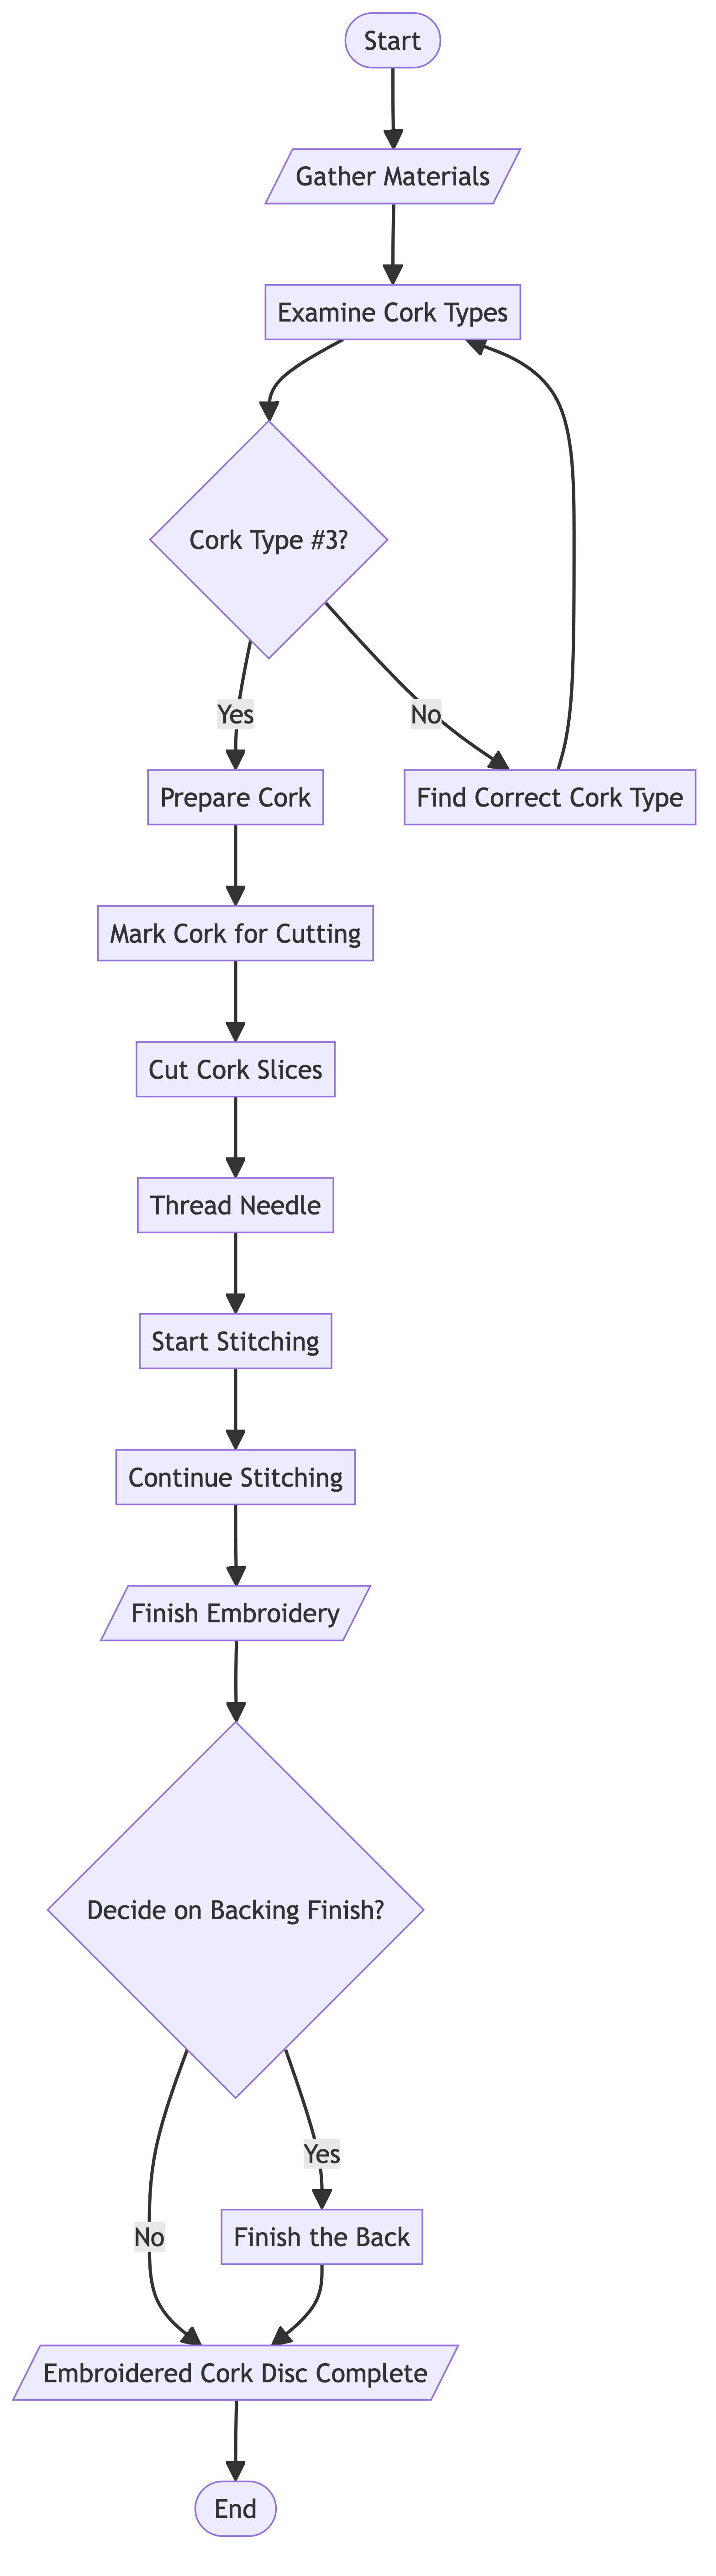 Start
Gather Materials
Examine Cork Types
Cork Type #3?
Yes
No
Prepare Cork
Find Correct Cork Type
Mark Cork for Cutting
Cut Cork Slices
Thread Needle
Start Stitching
Continue Stitching
Finish Embroidery
Decide on Backing Finish?
Yes
No
Finish the Back
Embroidered Cork Disc Complete
End